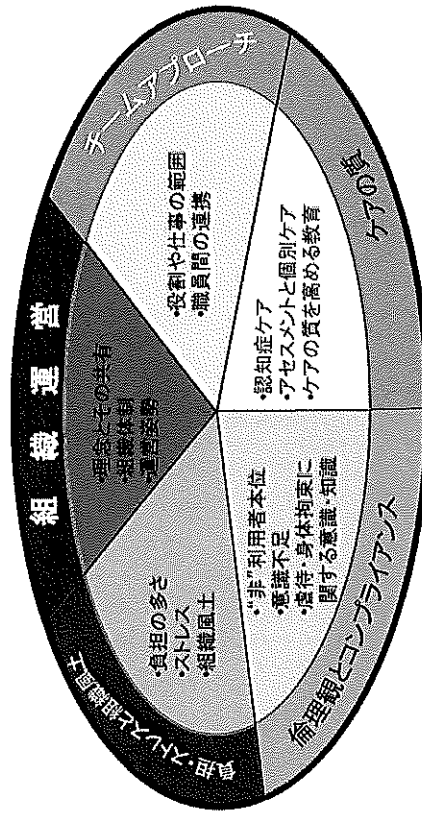 組織運営
・理念とその共有
・組織体制
・運営姿勢
チームアプローチ
・役割や仕事の範囲
・職員間の連携
ケアの質
・認知症ケア
・アセスメントと個別ケア
・ケアの質を高める教育
倫理観とコンプライアンス
・“非”利用者本位
・意識不足
・虐待・身体拘束に
関する意識・知識
負担・ストレスと組織風土
・負担の多さ
・ストレス
・組織風土